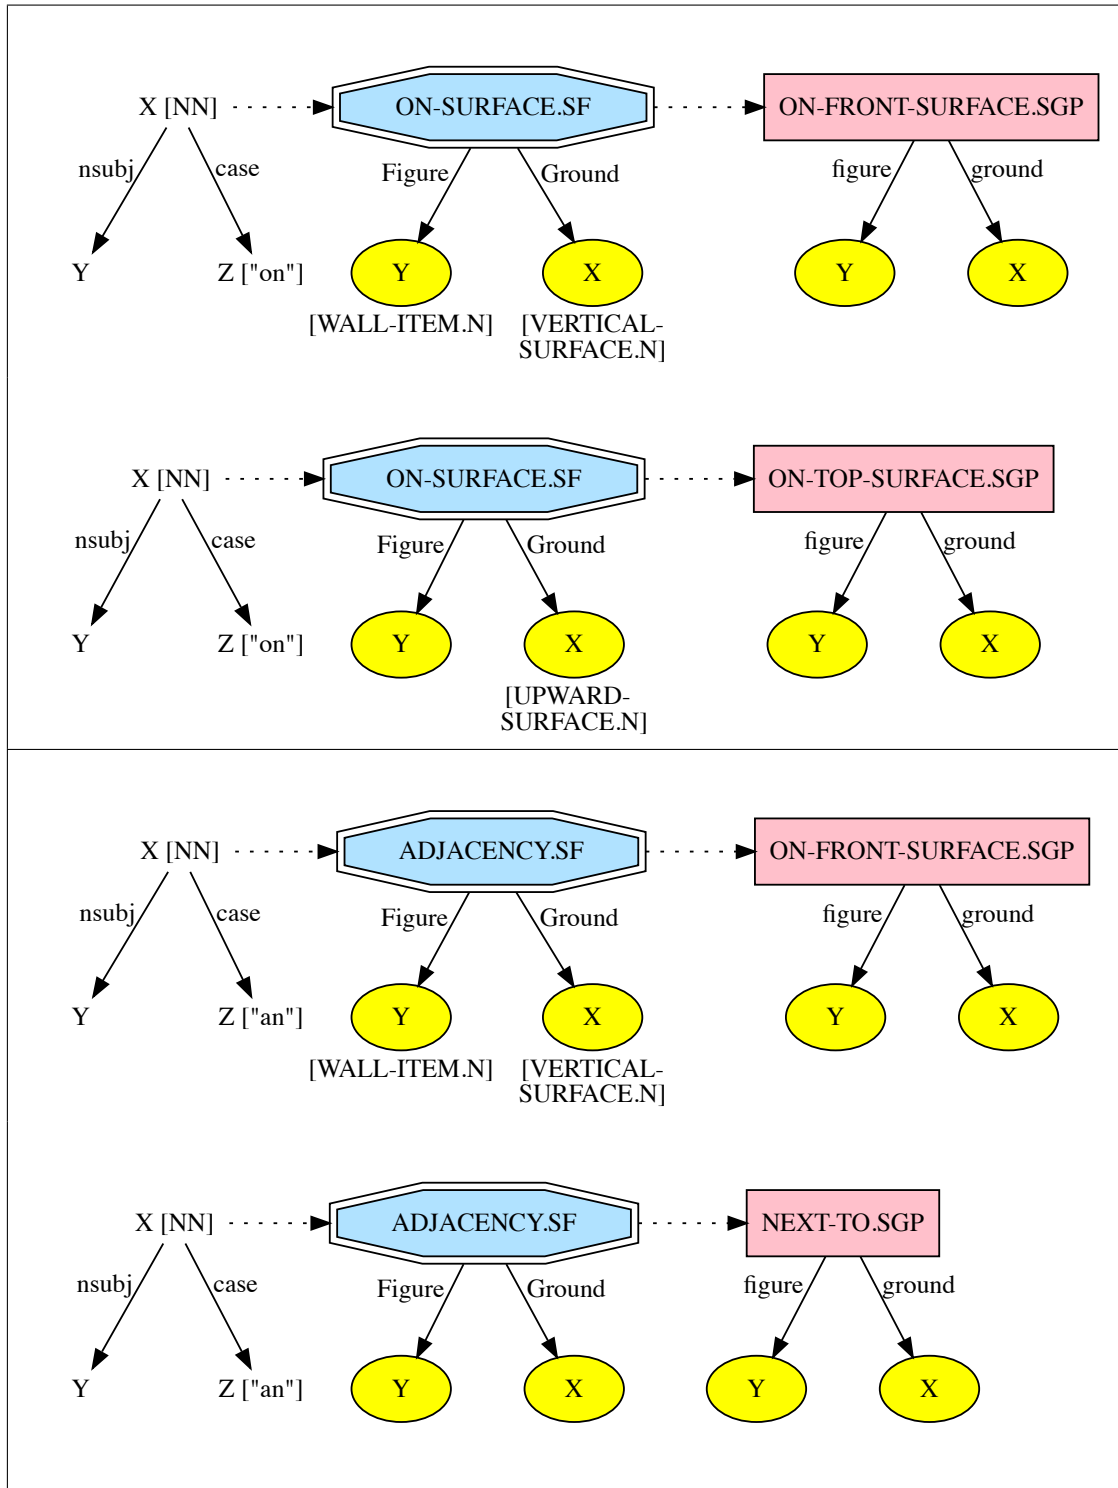 X [NN]
ON-SURFACE.SF
ON-FRONT-SURFACE.SGP
nsubj
case
Figure
Ground
figure
ground
Y
Z ["on"]
Y
X
Y
X
[WALL-ITEM.N]
[VERTICAL-
SURFACE.N]
X [NN]
ON-SURFACE.SF
ON-TOP-SURFACE.SGP
nsubj
case
Figure
Ground
figure
ground
Y
Z ["on"]
Y
X
Y
X
[UPWARD-
SURFACE.N]
X [NN]
ADJACENCY.SF
ON-FRONT-SURFACE.SGP
nsubj
case
Figure
Ground
figure
ground
Y
Z ["an"]
Y
X
Y
X
[WALL-ITEM.N]
[VERTICAL-
SURFACE.N]
X [NN]
ADJACENCY.SF
NEXT-TO.SGP
nsubj
case
Figure
Ground
figure
ground
Y
Z ["an"]
Y
X
Y
X